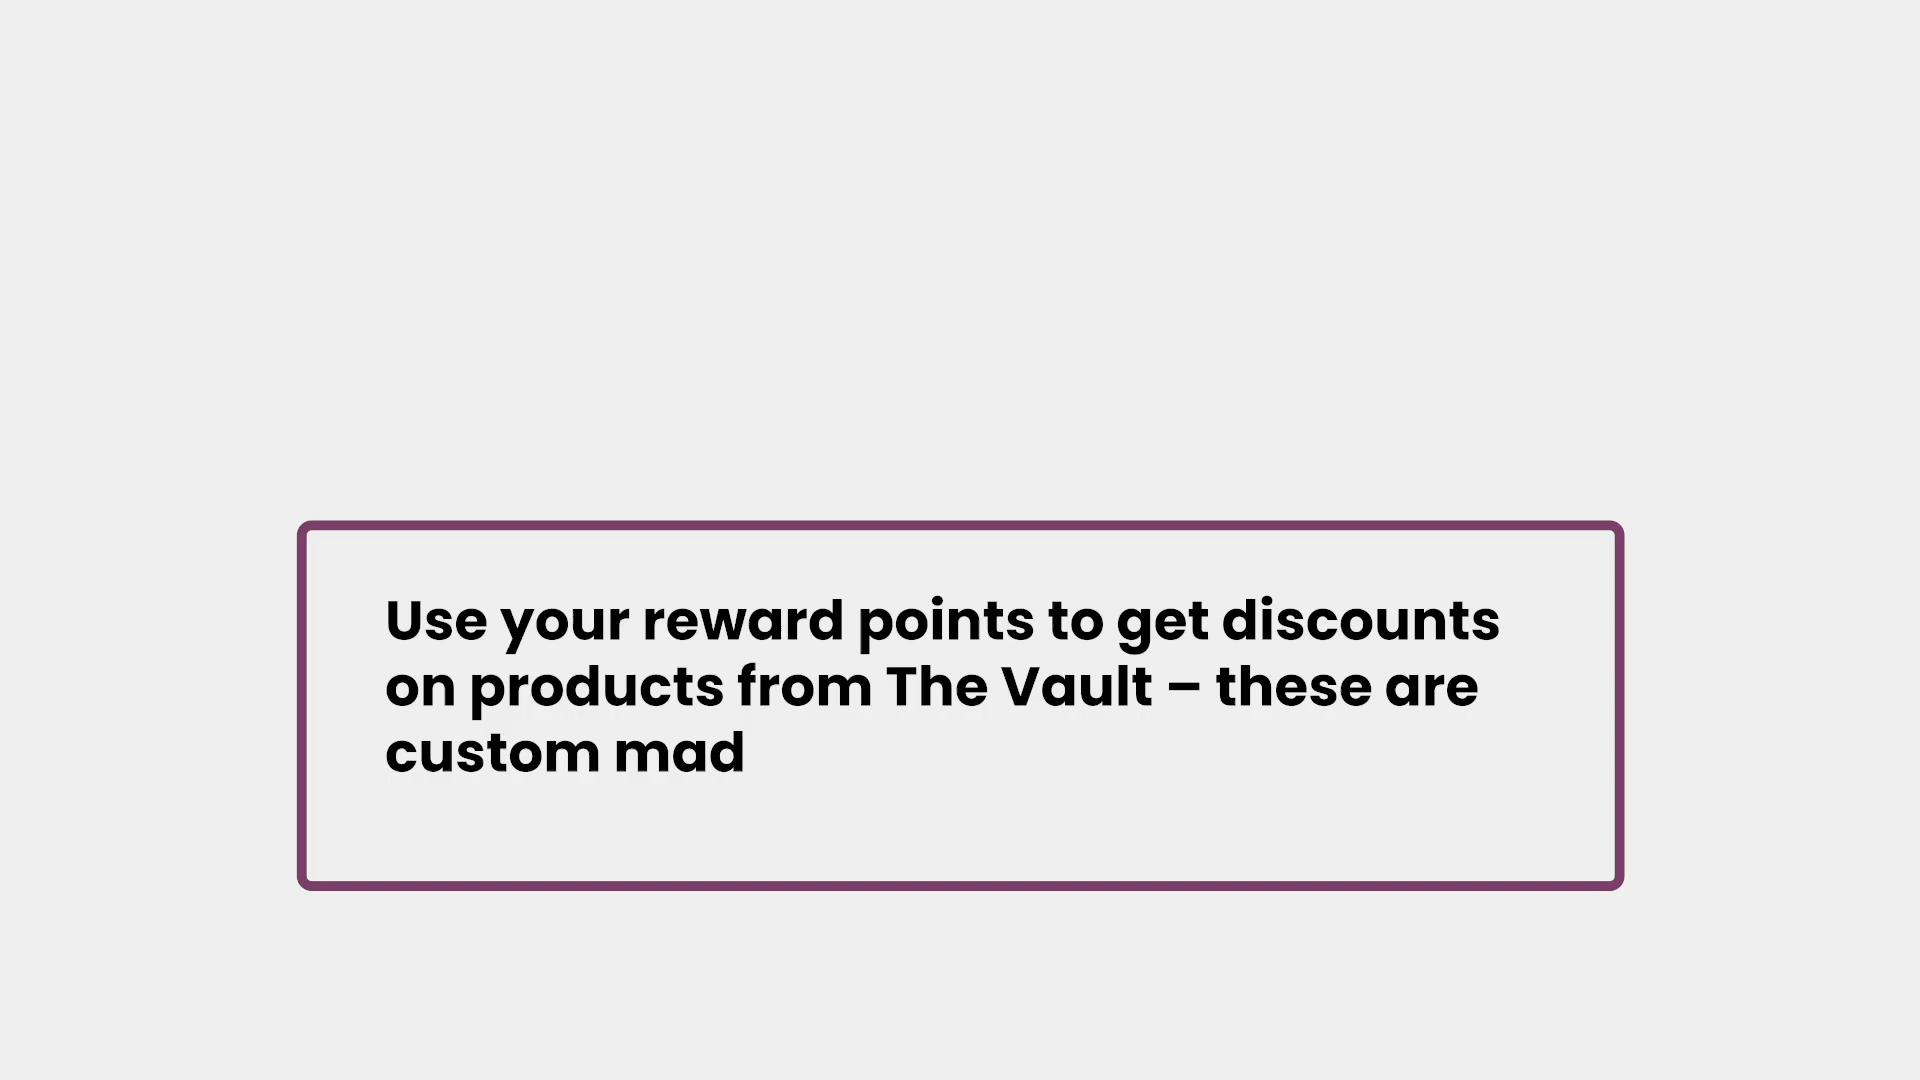 Use your reward points to get discounts
on products from The Vault – these are
custom mad